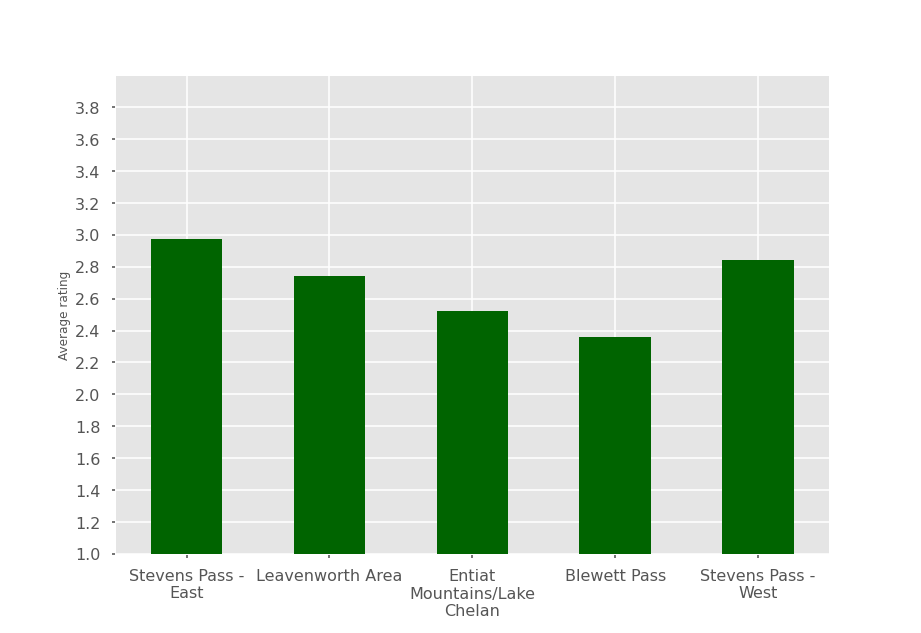 3.8
3.6
3.4
3.2
3.0
2.8
2.6
2.4
2.2
2.0
1.8
1.6
1.4
1.2
1.0
Average rating
Stevens Pass -
East
Leavenworth Area
Entiat
Mountains/Lake
Chelan
Blewett Pass
Stevens Pass -
West